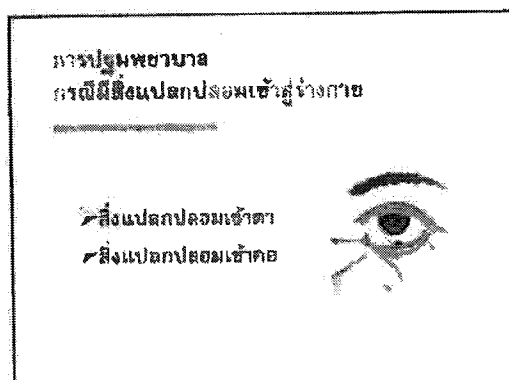 การปฐมพยาบาล
กรณีมีสิ่งแปลกปลอมเข้าสู่ร่างกาย
สิ่งแปลกปลอมเข้าตา
สิ่งแปลกปลอมเข้าคอ